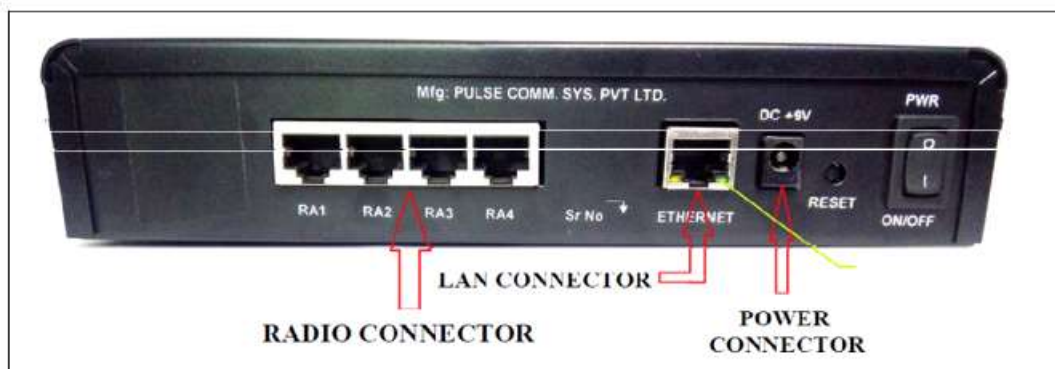 Mfg: PULSE COMM. SYS. PVT LTD.
PWR
DC +9V
RA1 RA2 RA3 RA4
Sr No
ETHERNET
RESET
ON/OFF
O
I
LAN CONNECTOR
RADIO CONNECTOR
POWER
CONNECTOR